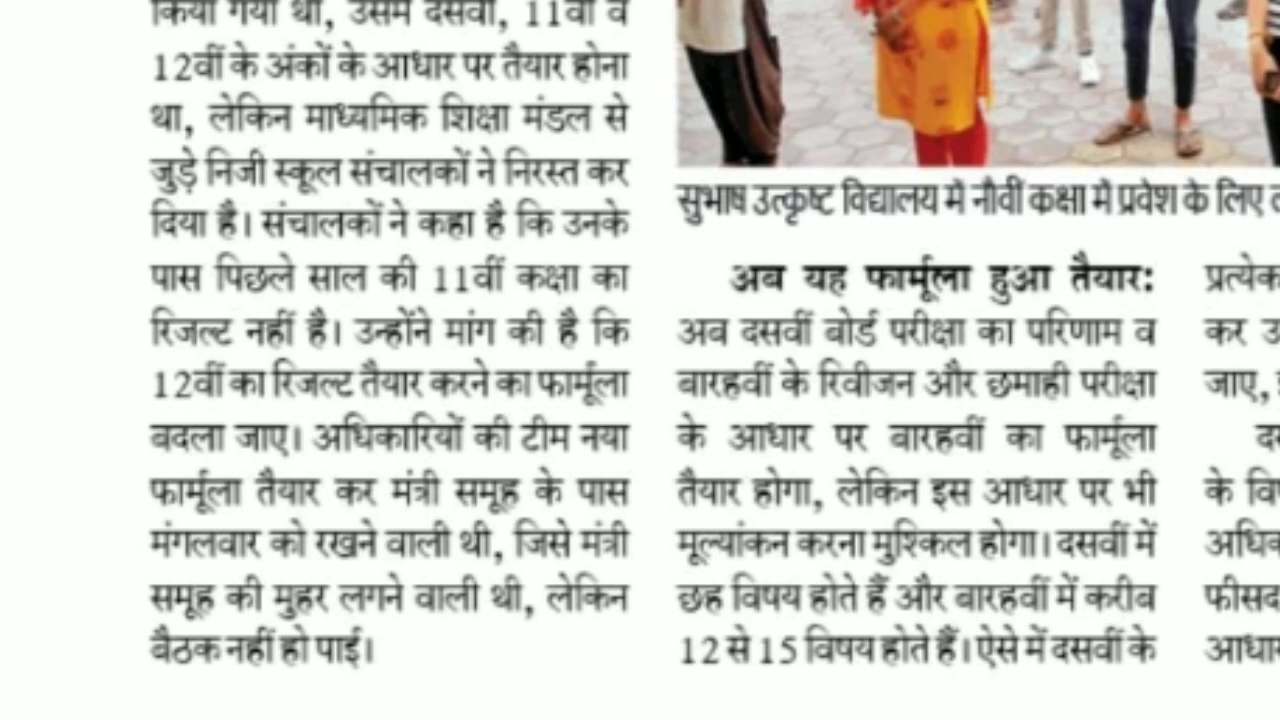 किया गया था, उसमें दसवीं, 11वीं व
12वीं के अंकों के आधार पर तैयार होना
था, लेकिन माध्यमिक शिक्षा मंडल से
जुड़े निजी स्कूल संचालकों ने निरस्त कर
दिया है। संचालकों ने कहा है कि उनके
पास पिछले साल की 11वीं कक्षा का
रिजल्ट नहीं है। उन्होंने मांग की है कि
12वीं का रिजल्ट तैयार करने का फार्मूला
बदला जाए। अधिकारियों की टीम नया
फार्मूला तैयार कर मंत्री समूह के पास
मंगलवार को रखने वाली थी, जिसे मंत्री
समूह की मुहर लगने वाली थी, लेकिन
बैठक नहीं हो पाई।
सुभाष उत्कृष्ट विद्यालय में नौवीं कक्षा में प्रवेश के लिए
अब यह फार्मूला हुआ तैयार:
अब दसवीं बोर्ड परीक्षा का परिणाम व
बारहवीं के रिवीजन और छमाही परीक्षा
के आधार पर बारहवीं का फार्मूला
तैयार होगा, लेकिन इस आधार पर भी
मूल्यांकन करना मुश्किल होगा। दसवीं में
छह विषय होते हैं और बारहवीं में करीब
12 से 15 विषय होते हैं। ऐसे में दसवीं के
प्रत्येक
कर
जाए,
के